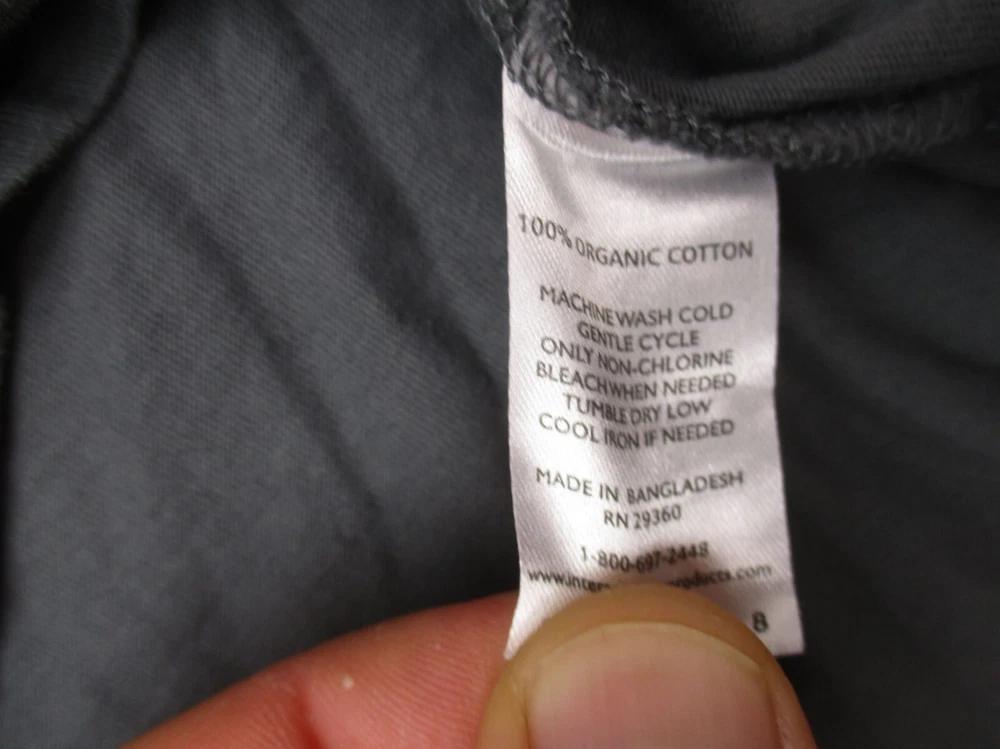 100% ORGANIC COTTON
MACHINE WASH COLD
GENTLE CYCLE
ONLY NON-CHLORINE
BLEACH WHEN NEEDED
TUMBLE DRY LOW
COOL IRON IF NEEDED
MADE IN BANGLADESH
RN 29360
1-800-697-2448
8